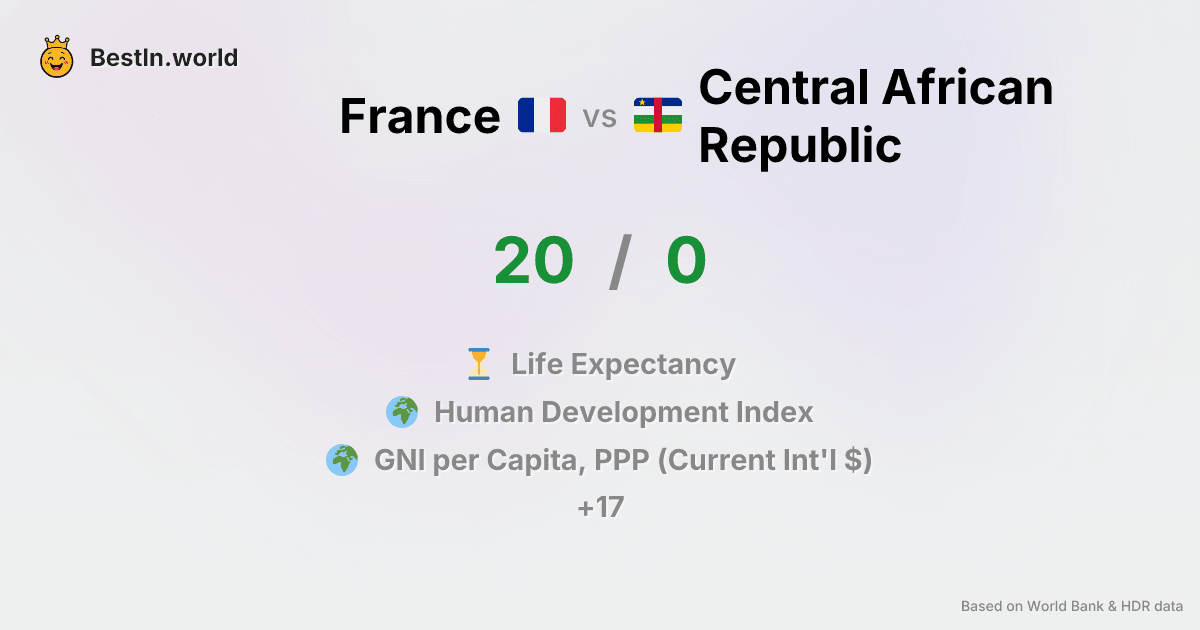 BestIn.world
France vs Central African
Republic
20 / 0
Life Expectancy
Human Development Index
GNI per Capita, PPP (Current Int'l $)
+17
Based on World Bank & HDR data